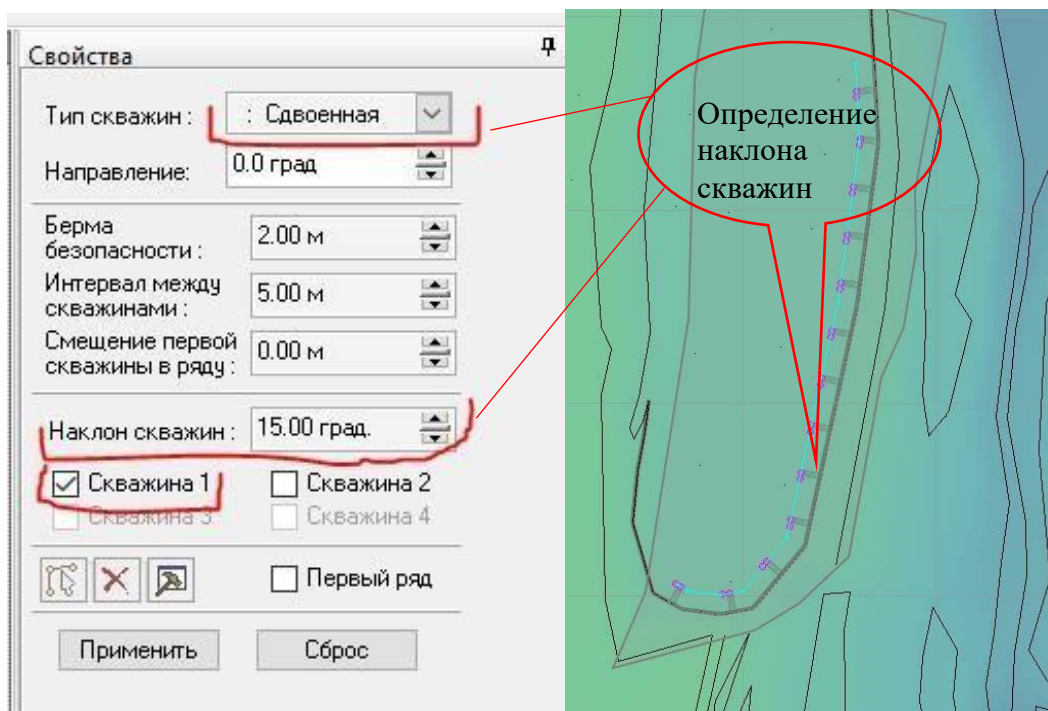 Свойства
Тип скважин :
: Сдвоенная
Направление:
0.0 град
Берма
безопасности :
2.00 м
Интервал между
скважинами :
5.00 м
Смещение первой
скважины в ряду :
0.00 м
Наклон скважин :
15.00 град.
Скважина 1
Скважина 2
Скважина 3
Скважина 4
Первый ряд
Применить
Сброс
Определение
наклона
скважин